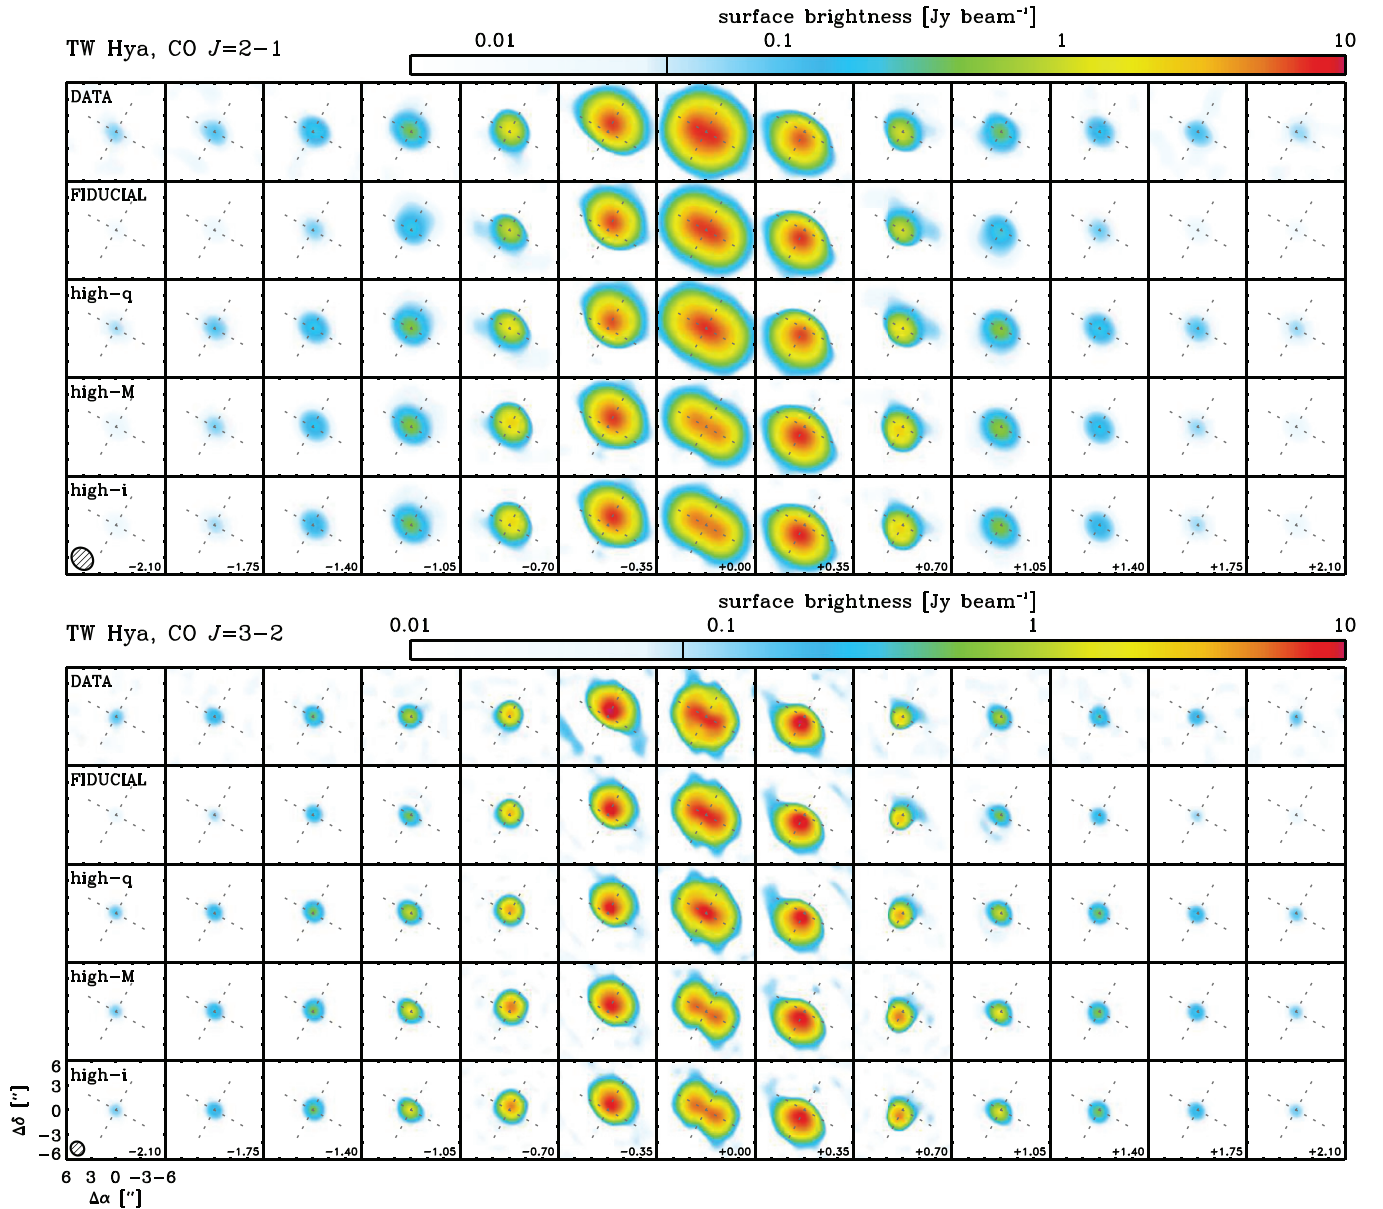 surface brightness [Jy beam⁻¹]
TW Hya, CO J=2−1
0.01 0.1 1 10
DATA
FIDUCIAL
high−q
high−M
high−i
−2.10 −1.75 −1.40 −1.05 −0.70 −0.35 +0.00 +0.35 +0.70 +1.05 +1.40 +1.75 +2.10
surface brightness [Jy beam⁻¹]
TW Hya, CO J=3−2
0.01 0.1 1 10
DATA
FIDUCIAL
high−q
high−M
high−i
−2.10 −1.75 −1.40 −1.05 −0.70 −0.35 +0.00 +0.35 +0.70 +1.05 +1.40 +1.75 +2.10
6
3
0
−3
−6
Δδ [″]
6 3 0 −3 −6
Δα [″]